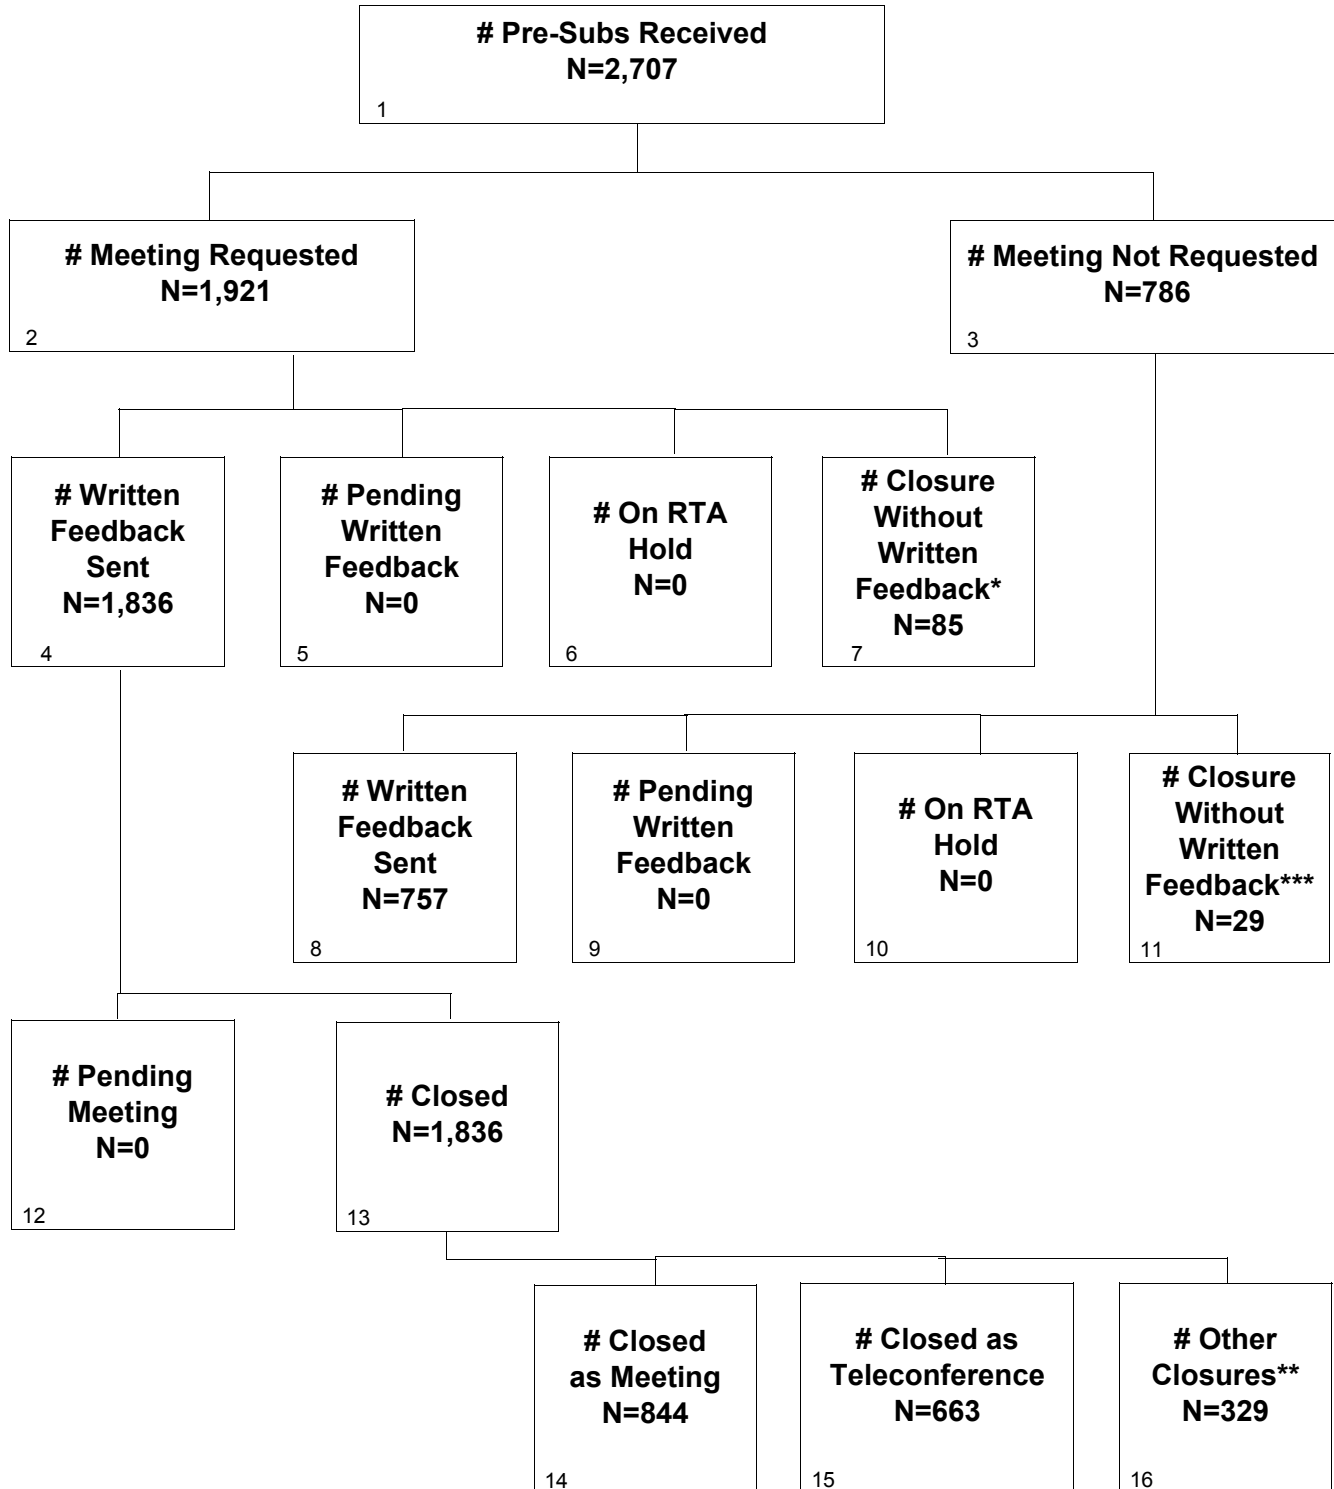 # Pre-Subs Received
N=2,707
1
# Meeting Requested
N=1,921
2
# Meeting Not Requested
N=786
3
# Written
Feedback
Sent
N=1,836
4
# Pending
Written
Feedback
N=0
5
# On RTA
Hold
N=0
6
# Closure
Without
Written
Feedback*
N=85
7
# Written
Feedback
Sent
N=757
8
# Pending
Written
Feedback
N=0
9
# On RTA
Hold
N=0
10
# Closure
Without
Written
Feedback***
N=29
11
# Pending
Meeting
N=0
12
# Closed
N=1,836
13
# Closed
as Meeting
N=844
14
# Closed as
Teleconference
N=663
15
# Other
Closures**
N=329
16